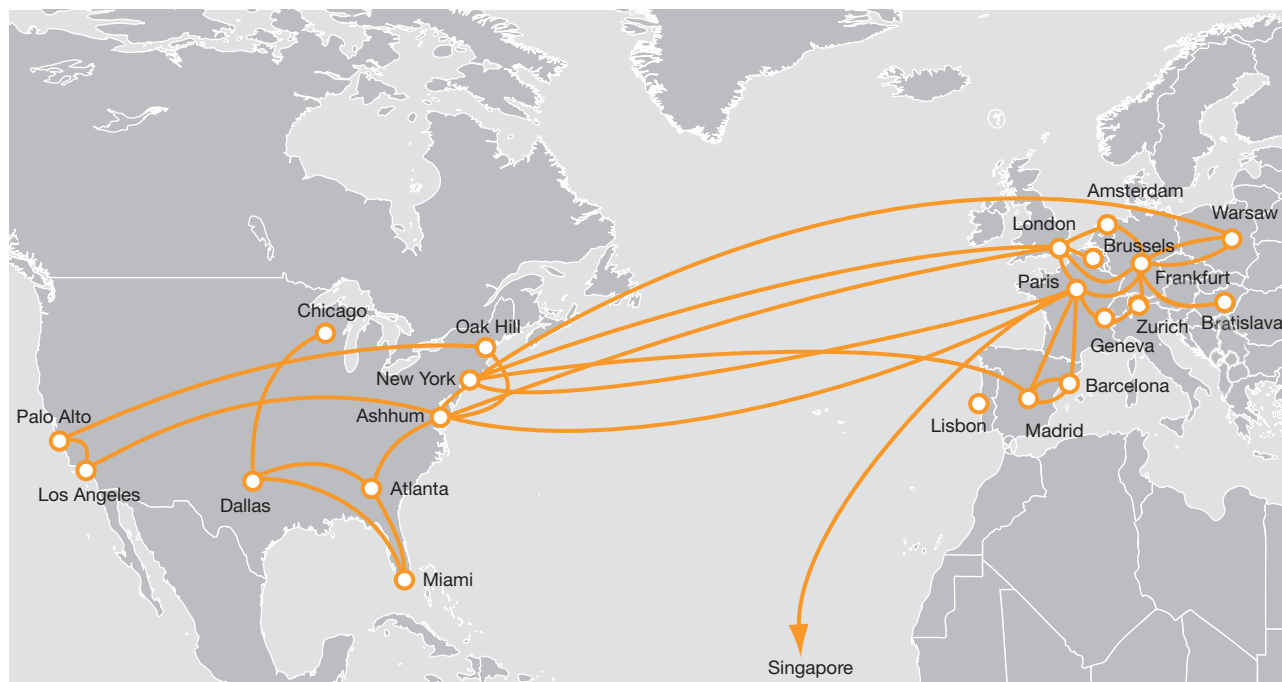 Amsterdam
London
Warsaw
Brussels
Paris
Frankfurt
Chicago
Oak Hill
Zurich
Bratislava
Geneva
New York
Barcelona
Palo Alto
Ashhum
Lisbon
Madrid
Los Angeles
Dallas
Atlanta
Miami
Singapore